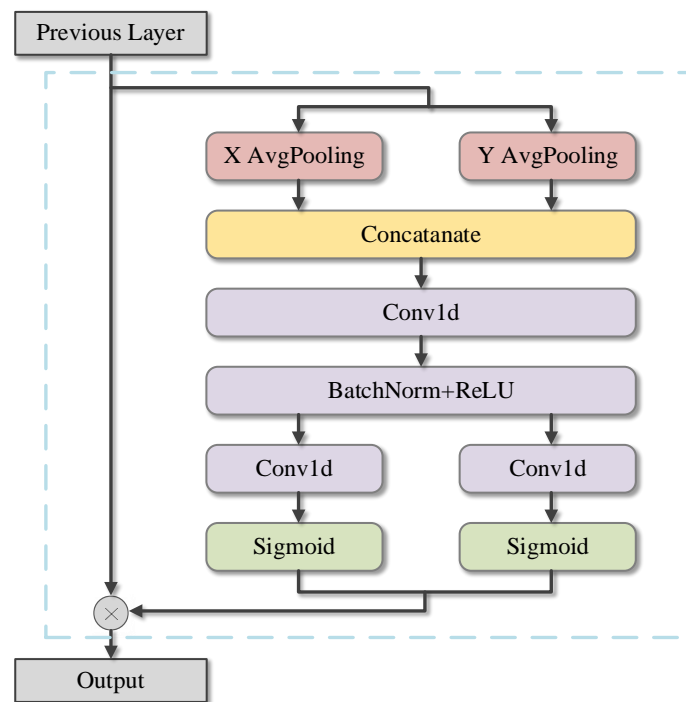 Previous Layer
X AvgPooling
Y AvgPooling
Concatanate
Conv1d
BatchNorm+ReLU
Conv1d
Conv1d
Sigmoid
Sigmoid
×
Output